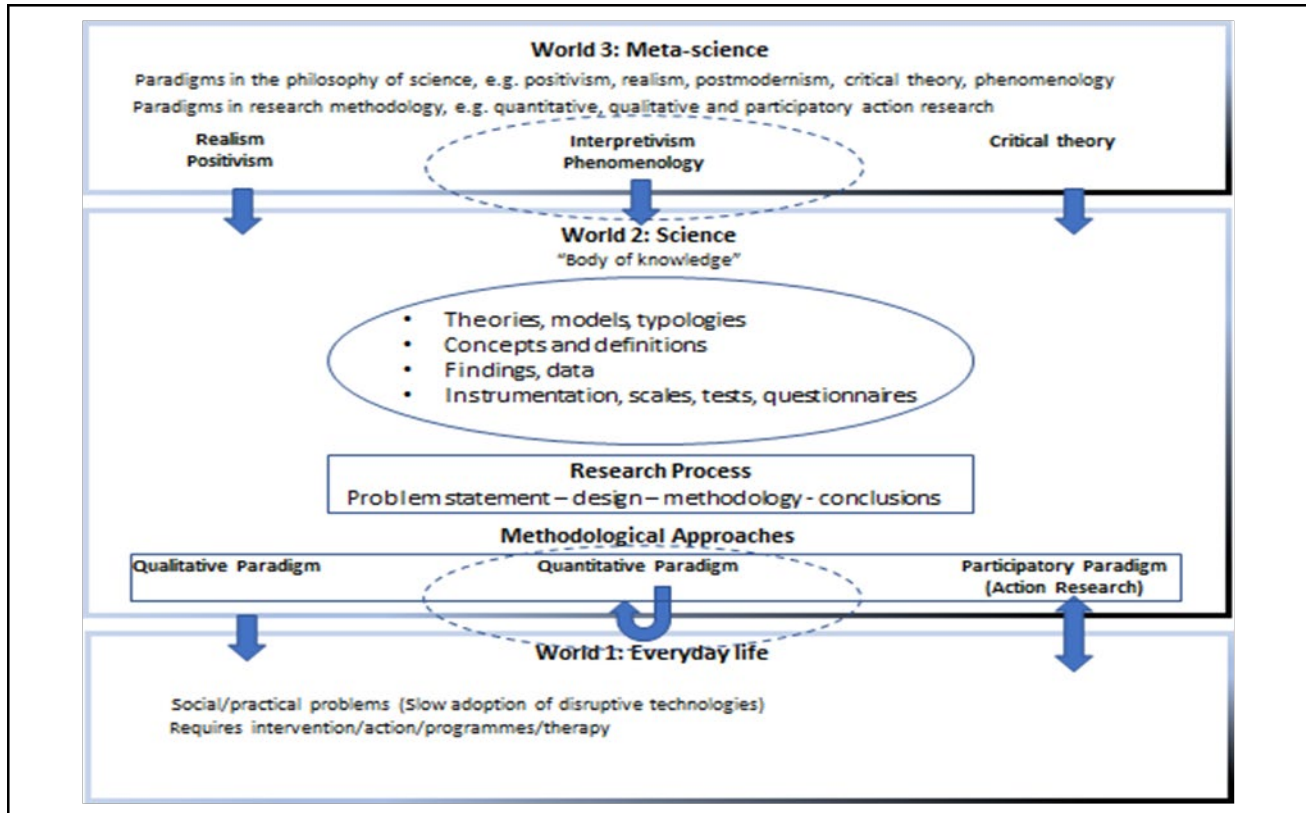 World 3: Meta-science
Paradigms in the philosophy of science, e.g. positivism, realism, postmodernism, critical theory, phenomenology
Paradigms in research methodology, e.g. quantitative, qualitative and participatory action research
Realism
Positivism
Interpretivism
Phenomenology
Critical theory
World 2: Science
“Body of knowledge”
• Theories, models, typologies
• Concepts and definitions
• Findings, data
• Instrumentation, scales, tests, questionnaires
Research Process
Problem statement – design – methodology - conclusions
Methodological Approaches
Qualitative Paradigm
Quantitative Paradigm
Participatory Paradigm
(Action Research)
World 1: Everyday life
Social/practical problems (Slow adoption of disruptive technologies)
Requires intervention/action/programmes/therapy